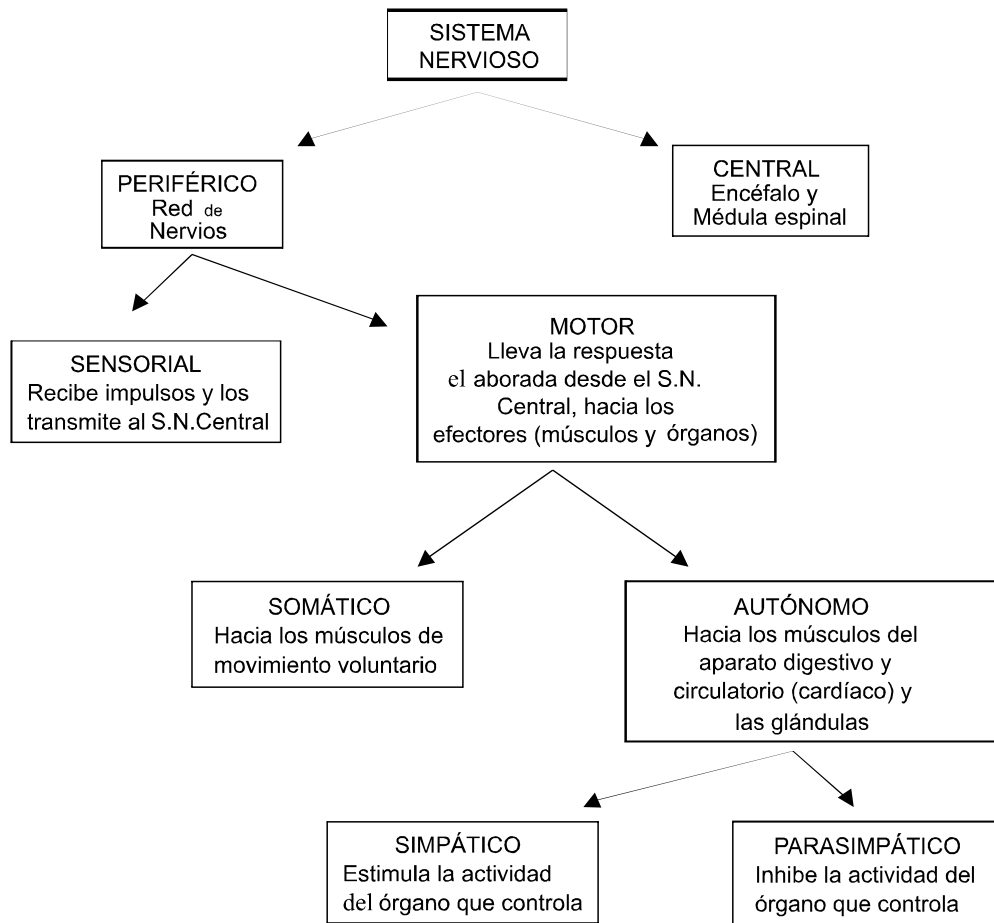 SISTEMA
NERVIOSO
PERIFÉRICO
Red de
Nervios
CENTRAL
Encéfalo y
Médula espinal
SENSORIAL
Recibe impulsos y los
transmite al S.N.Central
MOTOR
Lleva la respuesta
el aborada desde el S.N.
Central, hacia los
efectores (músculos y órganos)
SOMÁTICO
Hacia los músculos de
movimiento voluntario
AUTÓNOMO
Hacia los músculos del
aparato digestivo y
circulatorio (cardíaco) y
las glándulas
SIMPÁTICO
Estimula la actividad
del órgano que controla
PARASIMPÁTICO
Inhibe la actividad del
órgano que controla